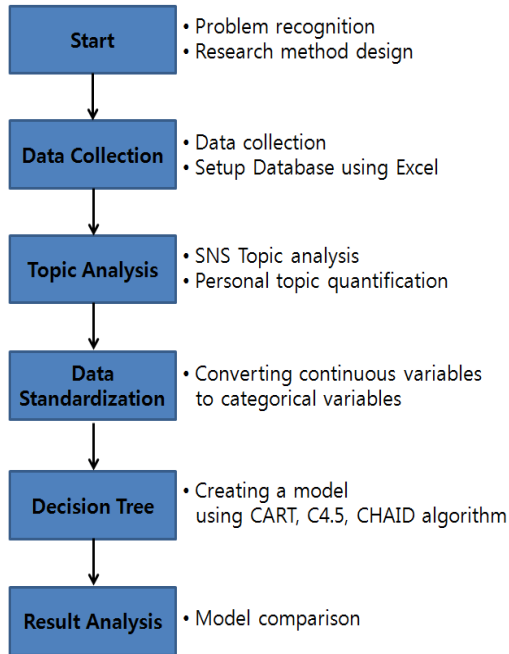 Start
• Problem recognition
• Research method design
Data Collection
• Data collection
• Setup Database using Excel
Topic Analysis
• SNS Topic analysis
• Personal topic quantification
Data
Standardization
• Converting continuous variables
to categorical variables
Decision Tree
• Creating a model
using CART, C4.5, CHAID algorithm
Result Analysis
• Model comparison